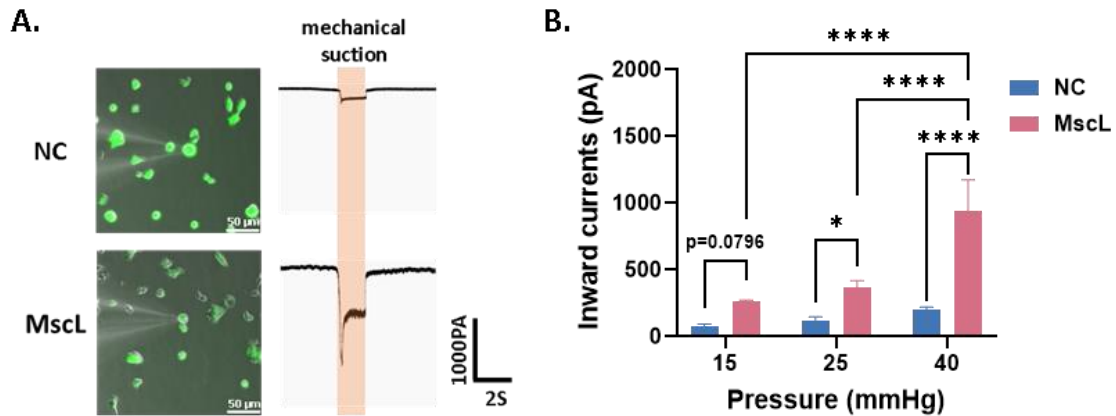 A.
mechanical
suction
NC
50 µm
MscL
50 µm
1000PA
2S
B.
****
****
****
*
p=0.0796
NC
MscL
Inward currents (pA)
2000
1500
1000
500
0
15 25 40
Pressure (mmHg)